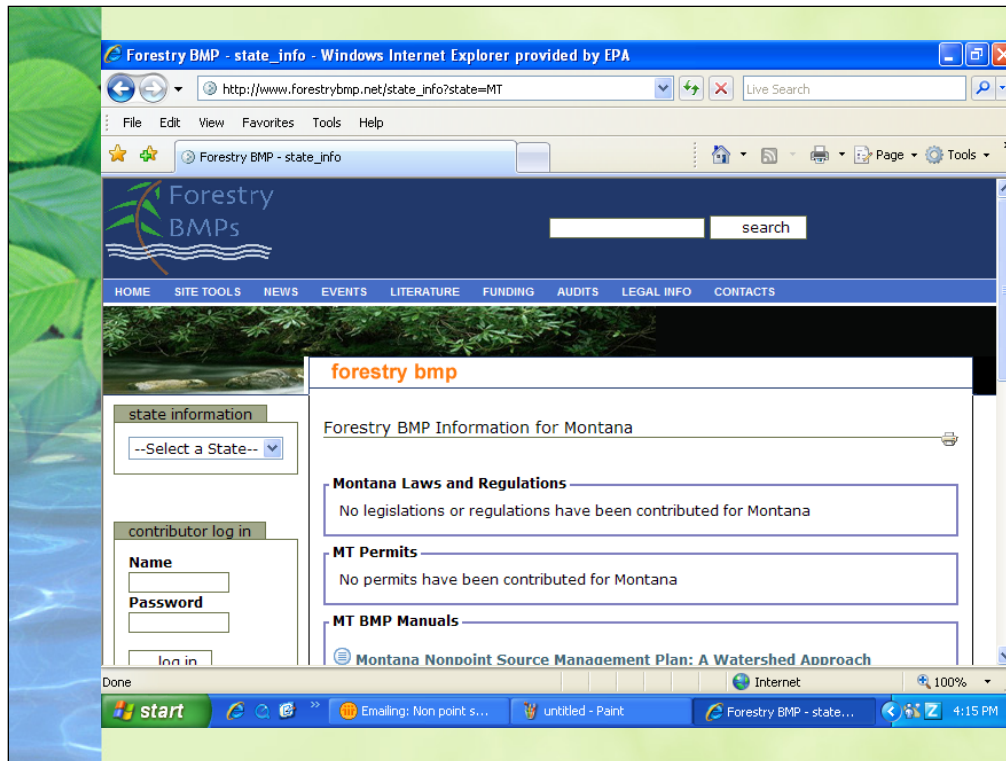 Forestry BMP - state_info - Windows Internet Explorer provided by EPA
http://www.forestrybmp.net/state_info?state=MT
Live Search
File Edit View Favorites Tools Help
Forestry BMP - state_info
Page Tools
Forestry
BMPs
search
HOME SITE TOOLS NEWS EVENTS LITERATURE FUNDING AUDITS LEGAL INFO CONTACTS
forestry bmp
state information
--Select a State--
Forestry BMP Information for Montana
Montana Laws and Regulations
No legislations or regulations have been contributed for Montana
contributor log in
Name
Password
log in
MT Permits
No permits have been contributed for Montana
MT BMP Manuals
Montana Nonpoint Source Management Plan: A Watershed Approach
Done
Internet
100%
start
Emailing: Non point s...
untitled - Paint
Forestry BMP - state...
4:15 PM